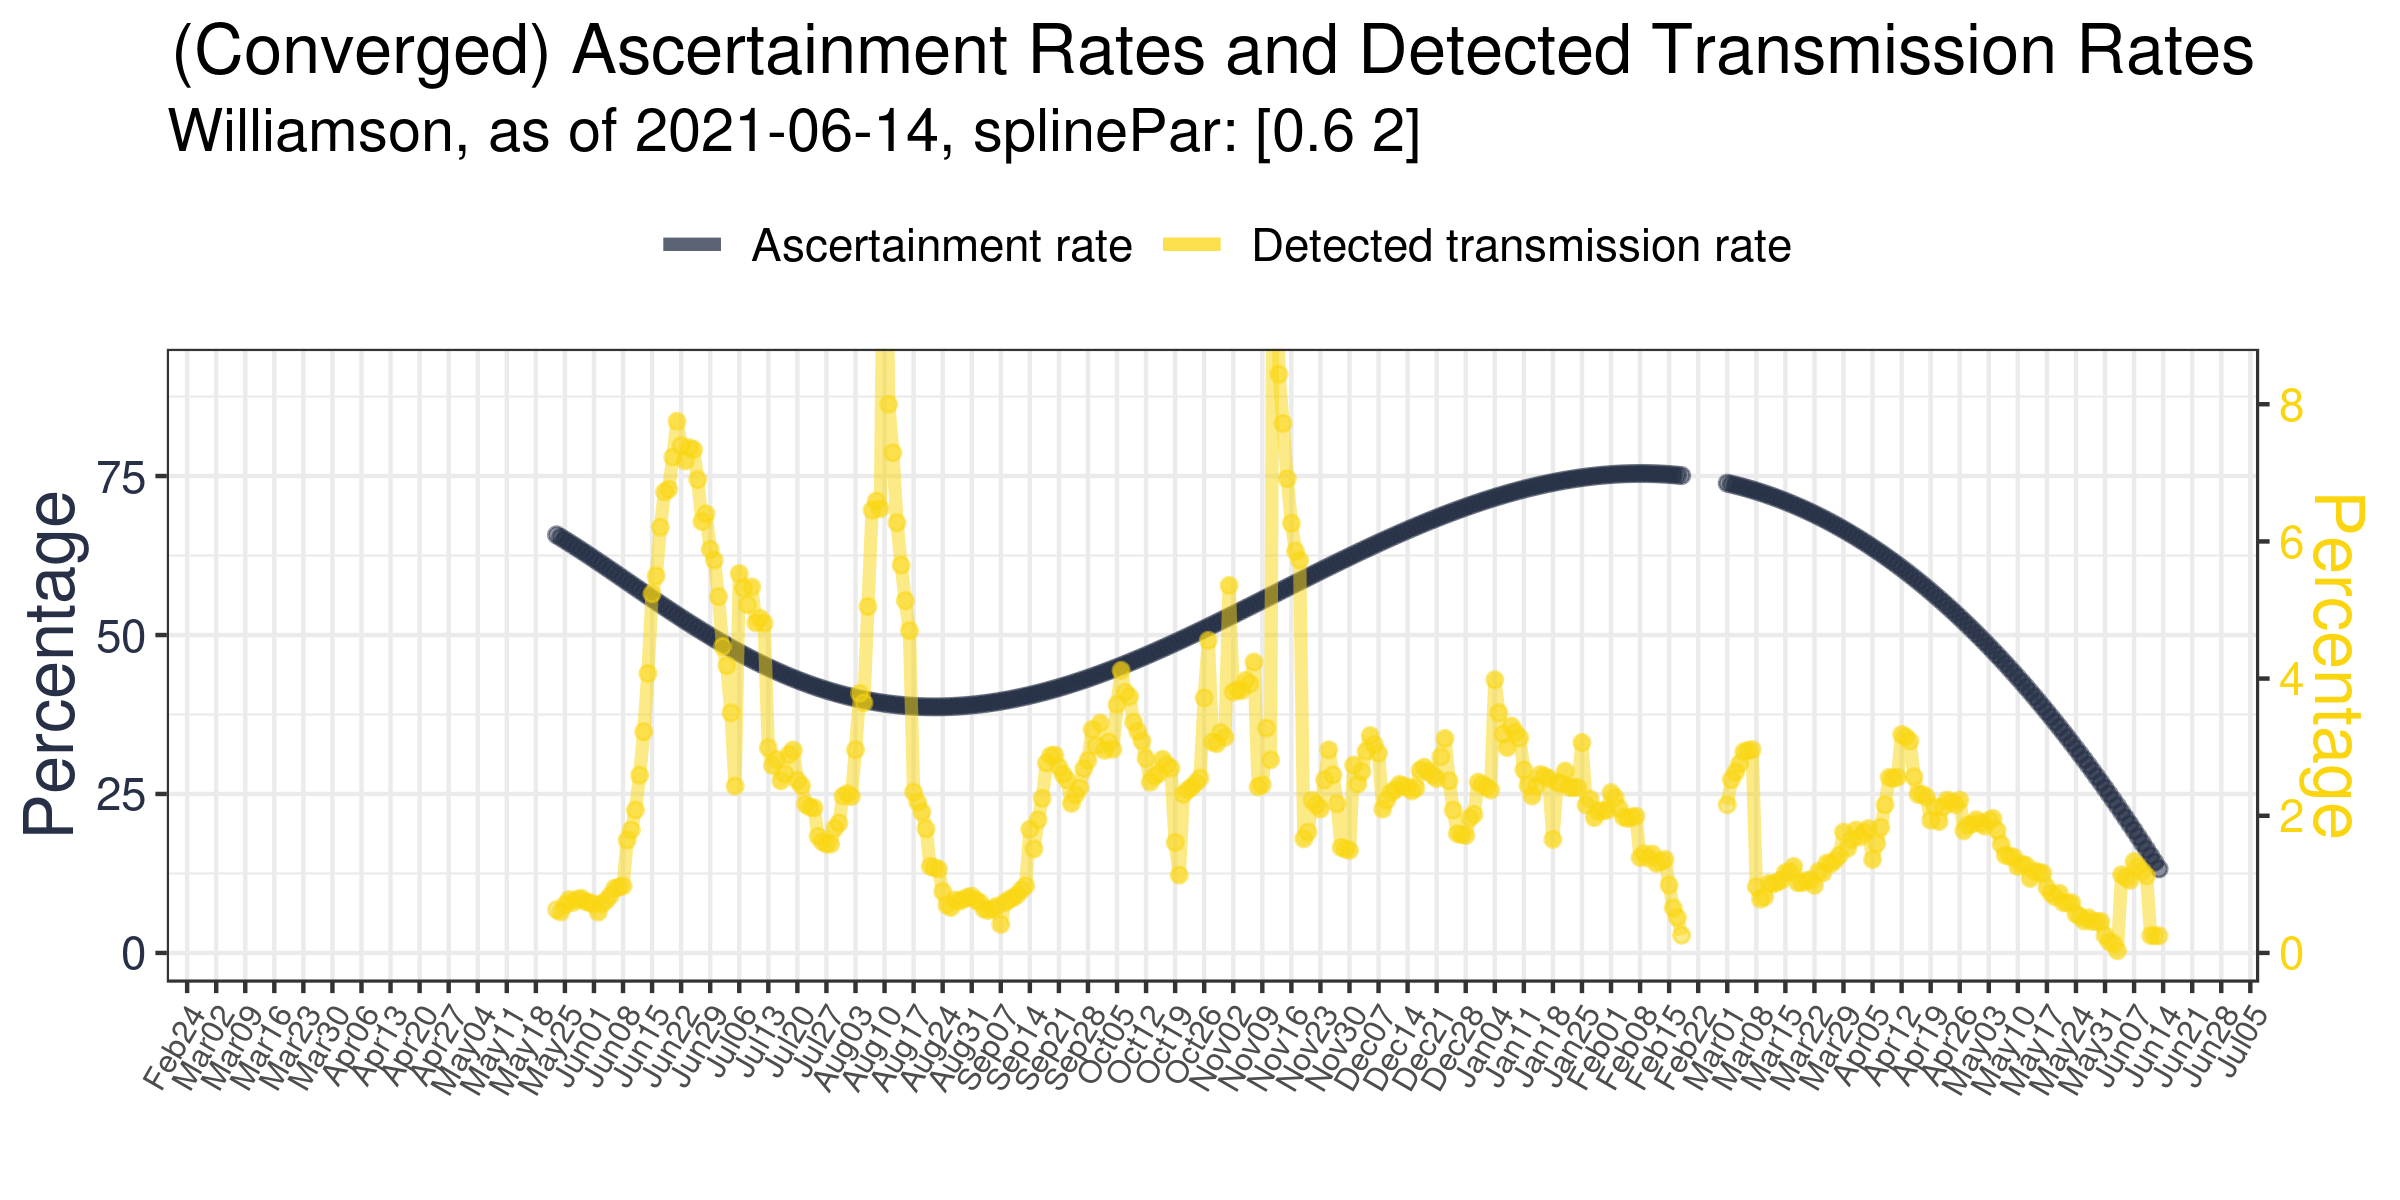 (Converged) Ascertainment Rates and Detected Transmission Rates
Williamson, as of 2021-06-14, splinePar: [0.6 2]
Ascertainment rate
Detected transmission rate
Percentage
75
50
25
0
8
6
4
2
0
Percentage
Feb24
Mar02
Mar09
Mar16
Mar23
Mar30
Apr06
Apr13
Apr20
Apr27
May04
May11
May18
May25
Jun01
Jun08
Jun15
Jun22
Jun29
Jul06
Jul13
Jul20
Jul27
Aug03
Aug10
Aug17
Aug24
Aug31
Sep07
Sep14
Sep21
Sep28
Oct05
Oct12
Oct19
Oct26
Nov02
Nov09
Nov16
Nov23
Nov30
Dec07
Dec14
Dec21
Dec28
Jan04
Jan11
Jan18
Jan25
Feb01
Feb08
Feb15
Feb22
Mar01
Mar08
Mar15
Mar22
Mar29
Apr05
Apr12
Apr19
Apr26
May03
May10
May17
May24
May31
Jun07
Jun14
Jun21
Jun28
Jul05